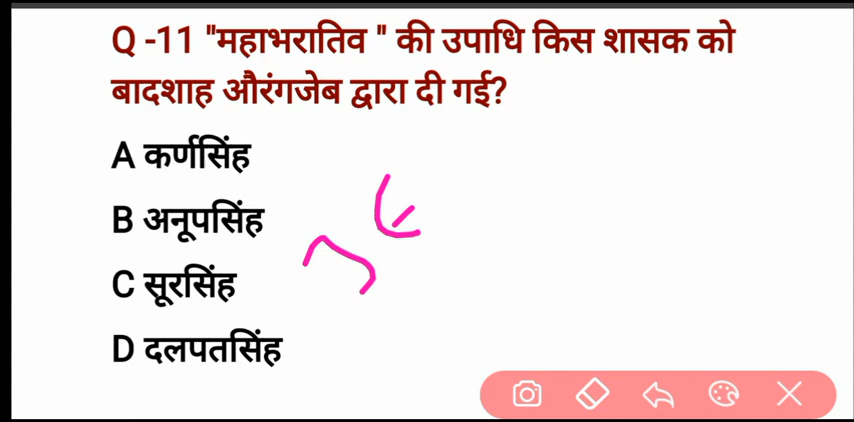 Q -11 "महाभरातिव " की उपाधि किस शासक को
बादशाह औरंगजेब द्वारा दी गई?
A कर्णसिंह
B अनूपसिंह
C सूरसिंह
D दलपतसिंह